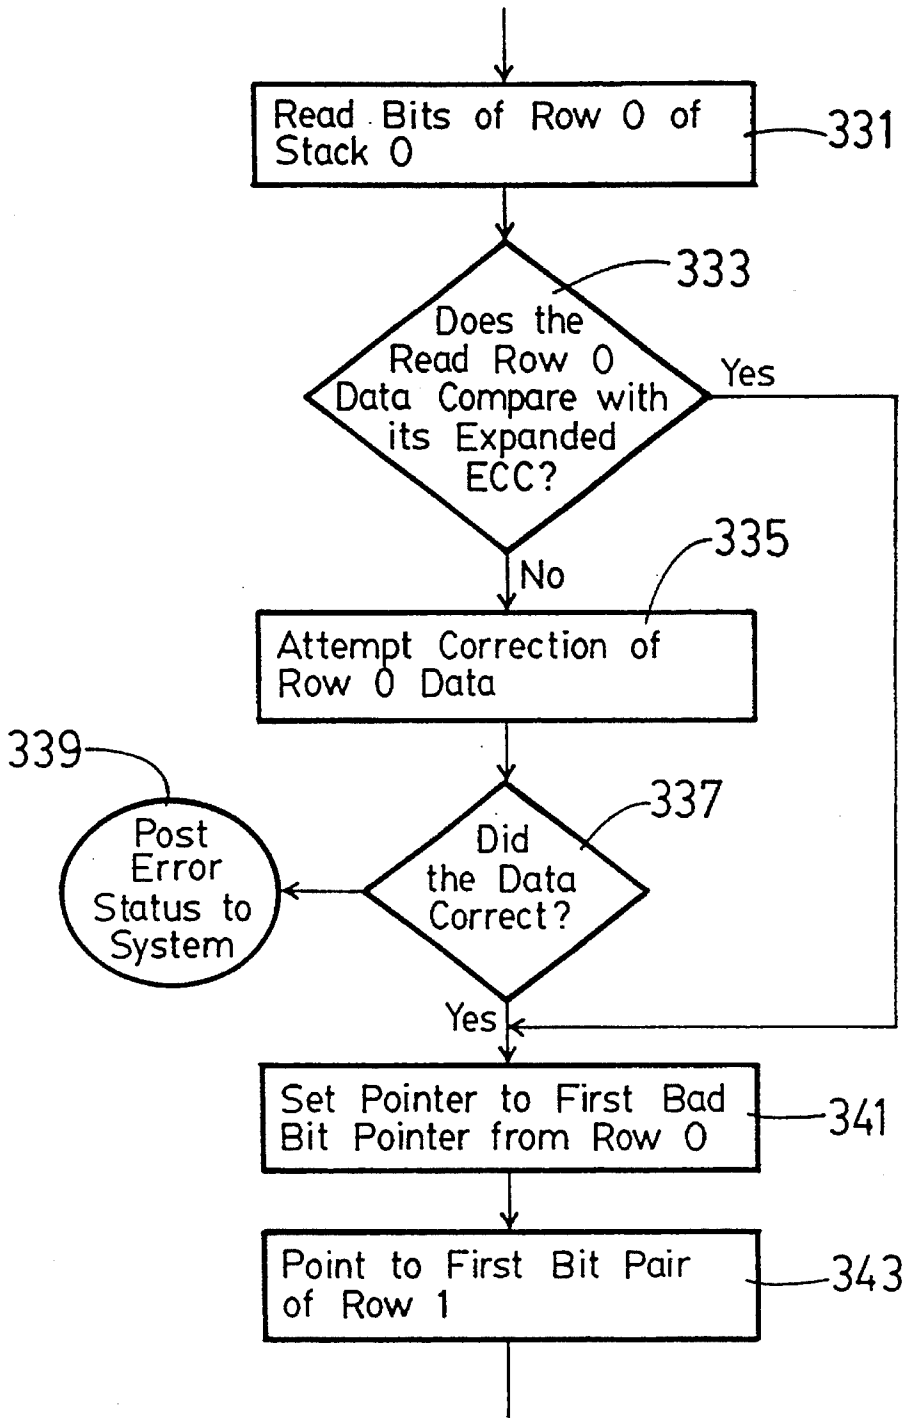 Read Bits of Row 0 of
Stack 0
331
333
Does the
Read Row 0
Data Compare with
its Expanded
ECC?
Yes
335
No
Attempt Correction of
Row 0 Data
339
337
Post
Error
Status to
System
Did
the Data
Correct?
Yes
Set Pointer to First Bad
Bit Pointer from Row 0
341
Point to First Bit Pair
of Row 1
343